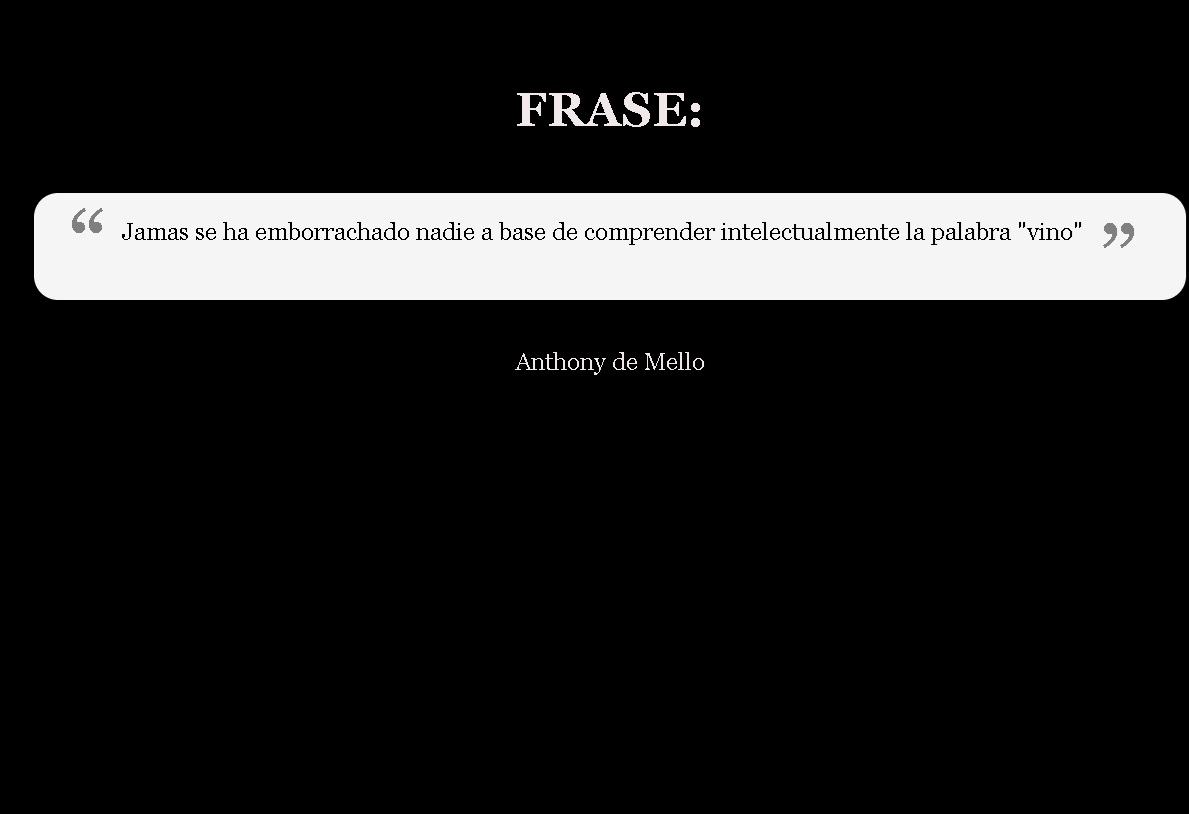 FRASE:
“ Jamas se ha emborrachado nadie a base de comprender intelectualmente la palabra "vino" ”
Anthony de Mello